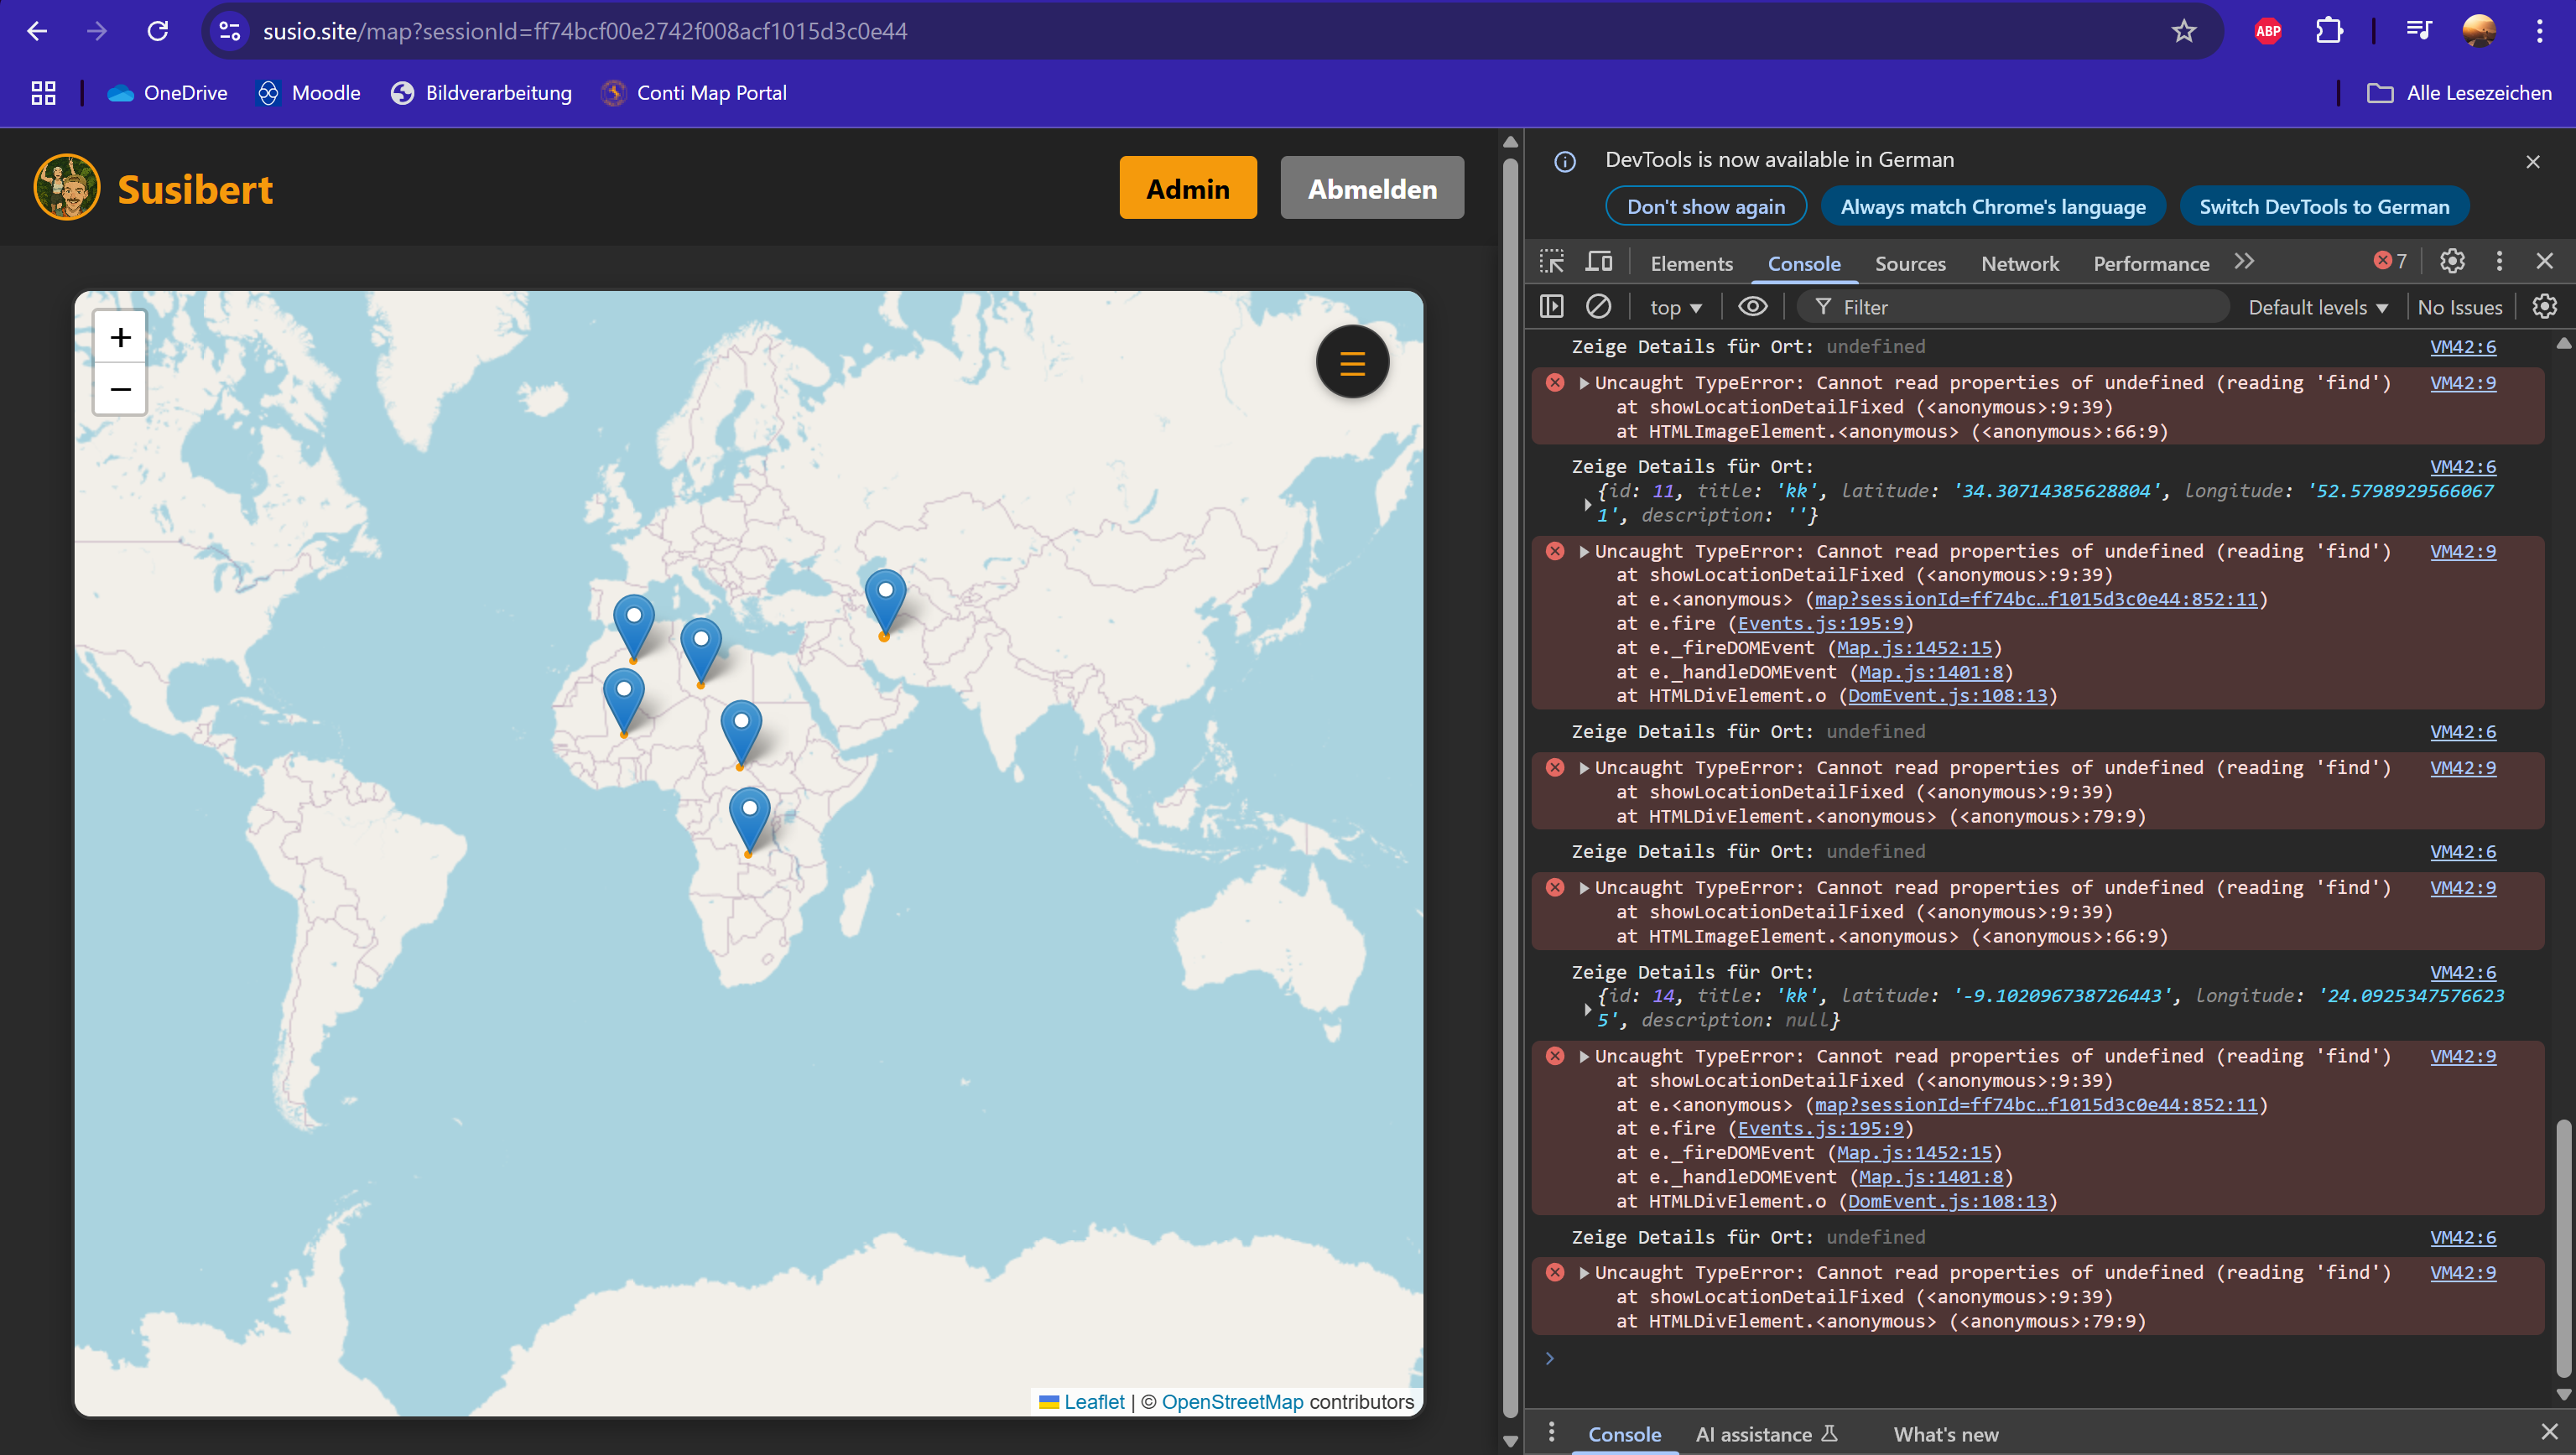 susio.site/map?sessionId=ff74bcf00e2742f008acf1015d3c0e44
ABP
OneDrive
Moodle
Bildverarbeitung
Conti Map Portal
Alle Lesezeichen
Susibert
Admin
Abmelden
+
−
Leaflet | © OpenStreetMap contributors
DevTools is now available in German
Don't show again
Always match Chrome's language
Switch DevTools to German
Elements
Console
Sources
Network
Performance
7
top
Filter
Default levels
No Issues
Zeige Details für Ort: undefined VM42:6
Uncaught TypeError: Cannot read properties of undefined (reading 'find') VM42:9
at showLocationDetailFixed (<anonymous>:9:39)
at HTMLImageElement.<anonymous> (<anonymous>:66:9)
Zeige Details für Ort: VM42:6
{id: 11, title: 'kk', latitude: '34.30714385628804', longitude: '52.5798929566067
1', description: ''}
Uncaught TypeError: Cannot read properties of undefined (reading 'find') VM42:9
at showLocationDetailFixed (<anonymous>:9:39)
at e.<anonymous> (map?sessionId=ff74bc…f1015d3c0e44:852:11)
at e.fire (Events.js:195:9)
at e._fireDOMEvent (Map.js:1452:15)
at e._handleDOMEvent (Map.js:1401:8)
at HTMLDivElement.o (DomEvent.js:108:13)
Zeige Details für Ort: undefined VM42:6
Uncaught TypeError: Cannot read properties of undefined (reading 'find') VM42:9
at showLocationDetailFixed (<anonymous>:9:39)
at HTMLDivElement.<anonymous> (<anonymous>:79:9)
Zeige Details für Ort: undefined VM42:6
Uncaught TypeError: Cannot read properties of undefined (reading 'find') VM42:9
at showLocationDetailFixed (<anonymous>:9:39)
at HTMLImageElement.<anonymous> (<anonymous>:66:9)
Zeige Details für Ort: VM42:6
{id: 14, title: 'kk', latitude: '-9.102096738726443', longitude: '24.0925347576623
5', description: null}
Uncaught TypeError: Cannot read properties of undefined (reading 'find') VM42:9
at showLocationDetailFixed (<anonymous>:9:39)
at e.<anonymous> (map?sessionId=ff74bc…f1015d3c0e44:852:11)
at e.fire (Events.js:195:9)
at e._fireDOMEvent (Map.js:1452:15)
at e._handleDOMEvent (Map.js:1401:8)
at HTMLDivElement.o (DomEvent.js:108:13)
Zeige Details für Ort: undefined VM42:6
Uncaught TypeError: Cannot read properties of undefined (reading 'find') VM42:9
at showLocationDetailFixed (<anonymous>:9:39)
at HTMLDivElement.<anonymous> (<anonymous>:79:9)
Console
AI assistance
What's new